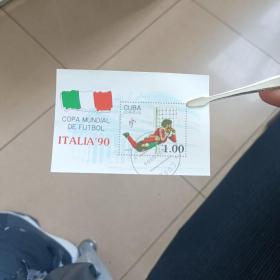 COPA MUNDIAL
DE FUTBOL
ITALIA'90
CUBA
1.00